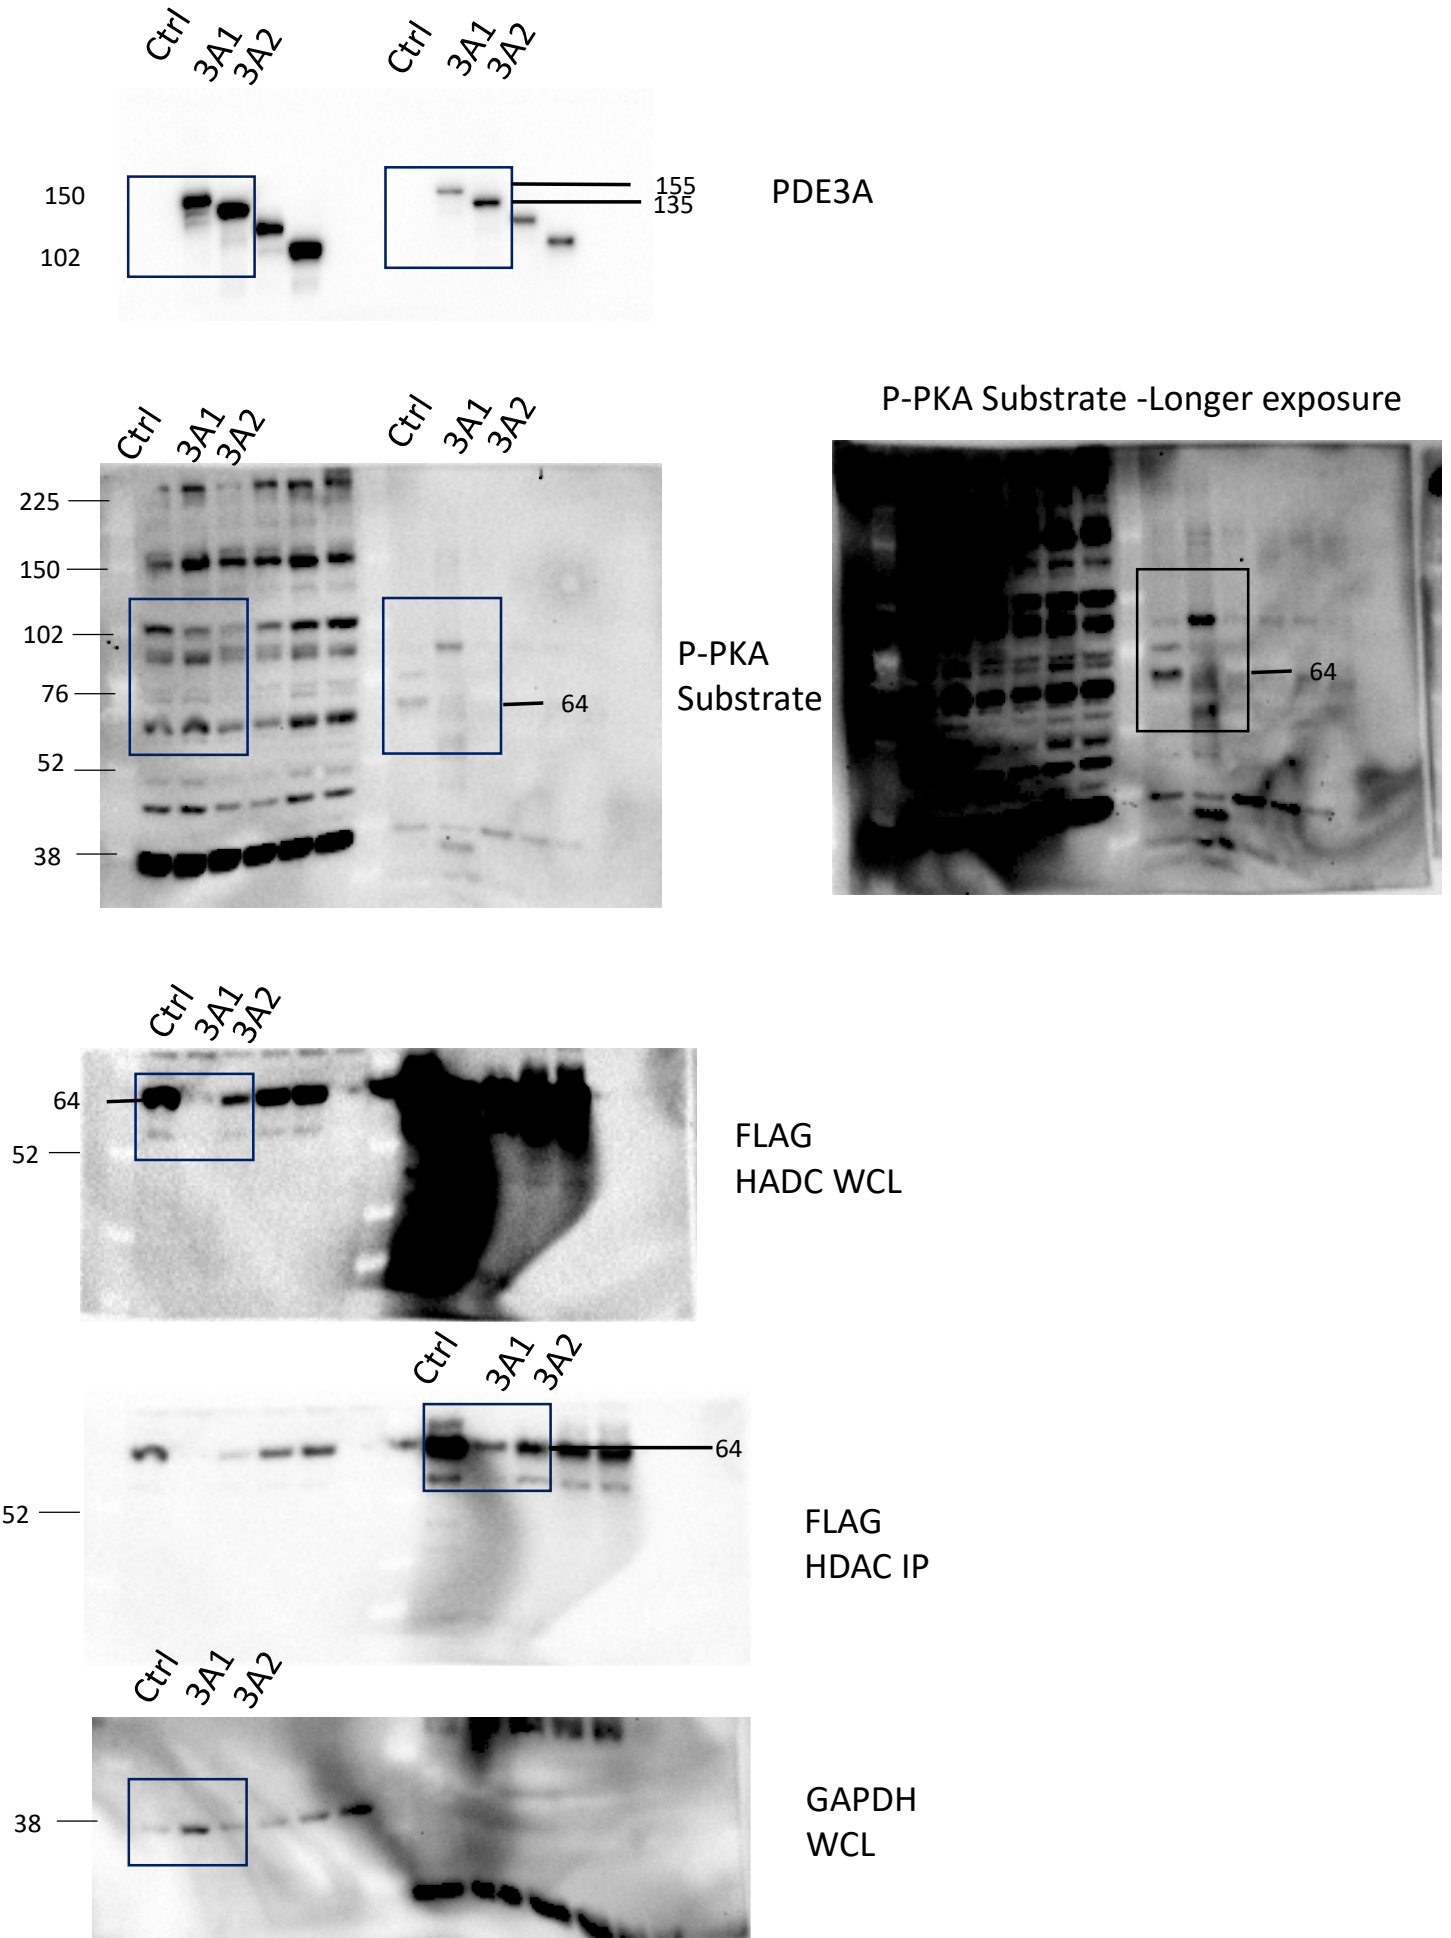 Ctrl 3A1 3A2 Ctrl 3A1 3A2
150
102
155
135
PDE3A
Ctrl 3A1 3A2 Ctrl 3A1 3A2
225
150
102
76
52
38
64
P-PKA
Substrate
P-PKA Substrate -Longer exposure
64
Ctrl 3A1 3A2
64
52
FLAG
HADC WCL
Ctrl 3A1 3A2
64
52
FLAG
HDAC IP
Ctrl 3A1 3A2
38
GAPDH
WCL